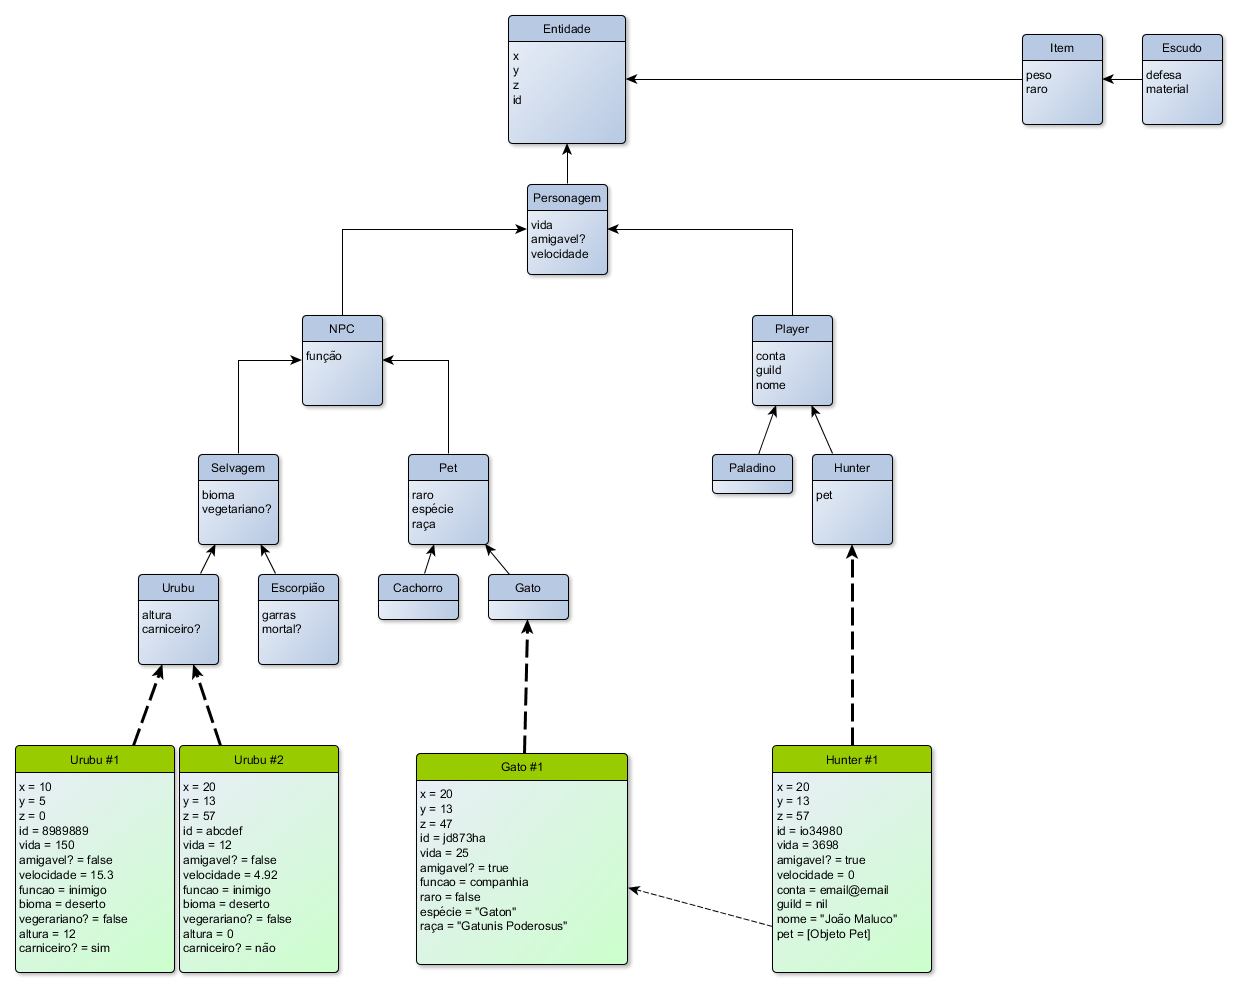 Entidade
x
y
z
id
Item
peso
raro
Escudo
defesa
material
Personagem
vida
amigavel?
velocidade
NPC
função
Player
conta
guild
nome
Selvagem
bioma
vegetariano?
Pet
raro
espécie
raça
Paladino
Hunter
pet
Urubu
altura
carniceiro?
Escorpião
garras
mortal?
Cachorro
Gato
Urubu #1
x = 10
y = 5
z = 0
id = 8989889
vida = 150
amigavel? = false
velocidade = 15.3
funcao = inimigo
bioma = deserto
vegerariano? = false
altura = 12
carniceiro? = sim
Urubu #2
x = 20
y = 13
z = 57
id = abcdef
vida = 12
amigavel? = false
velocidade = 4.92
funcao = inimigo
bioma = deserto
vegerariano? = false
altura = 0
carniceiro? = não
Gato #1
x = 20
y = 13
z = 47
id = jd873ha
vida = 25
amigavel? = true
funcao = companhia
raro = false
espécie = "Gaton"
raça = "Gatunis Poderosus"
Hunter #1
x = 20
y = 13
z = 57
id = io34980
vida = 3698
amigavel? = true
velocidade = 0
conta = email@email
guild = nil
nome = "João Maluco"
pet = [Objeto Pet]